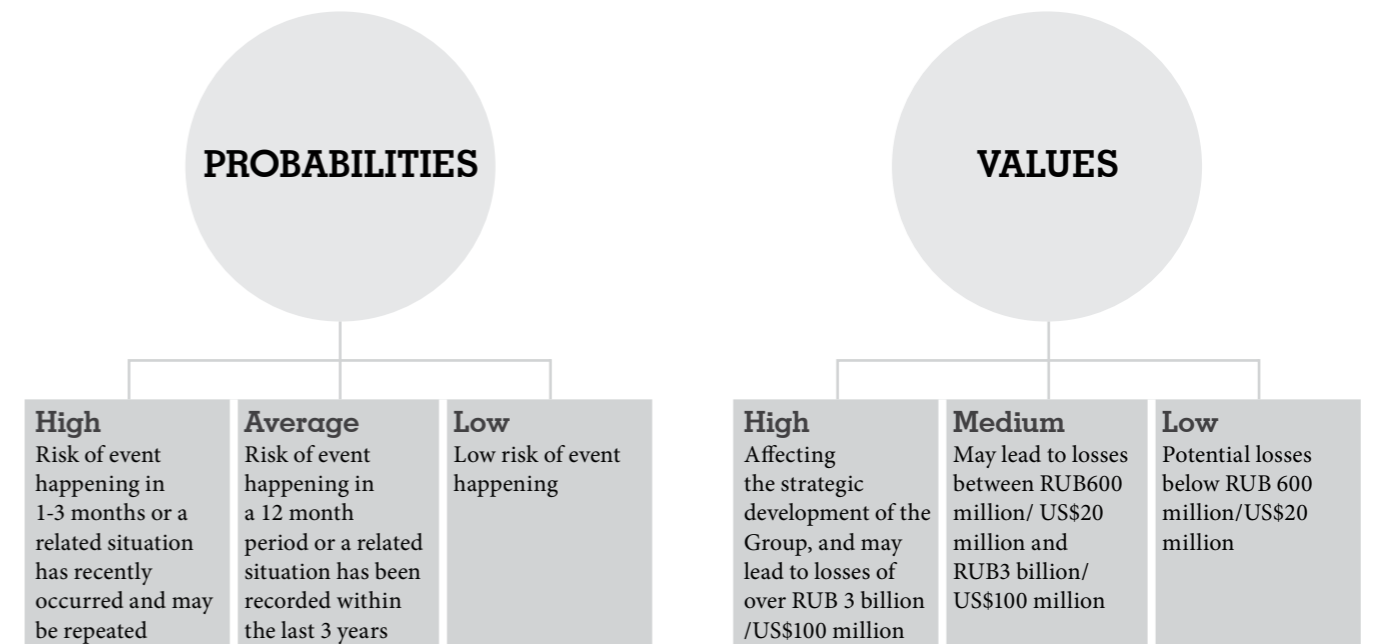 PROBABILITIES
High
Risk of event
happening in
1-3 months or a
related situation
has recently
occurred and may
be repeated
Average
Risk of event
happening in
a 12 month
period or a related
situation has been
recorded within
the last 3 years
Low
Low risk of event
happening
VALUES
High
Affecting
the strategic
development of the
Group, and may
lead to losses of
over RUB 3 billion
/US$100 million
Medium
May lead to losses
between RUB600
million/ US$20
million and
RUB3 billion/
US$100 million
Low
Potential losses
below RUB 600
million/US$20
million